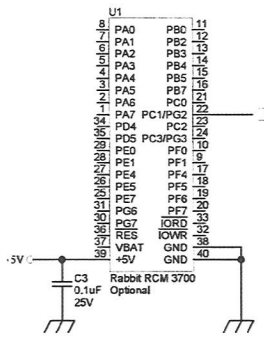 U1
8 PA0 PB0 11
7 PA1 PB2 12
6 PA2 PB3 13
5 PA3 PB4 14
4 PA4 PB5 15
3 PA5 PB7 16
2 PA6 PC0 21
1 PA7 PC1/PG2 22
34 PD4 PC2 23
35 PD5 PC3/PG3 24
29 PE0 PF0 10
28 PE1 PF1 9
27 PE4 PF4 17
26 PE5 PF5 18
25 PE7 PF6 19
31 PG6 PF7 20
30 PG7 IORD 33
36 RES IOWR 32
37 VBAT GND 38
39 +5V GND 40
+5V
Rabbit RCM 3700
Optional
C3
0.1uF
25V